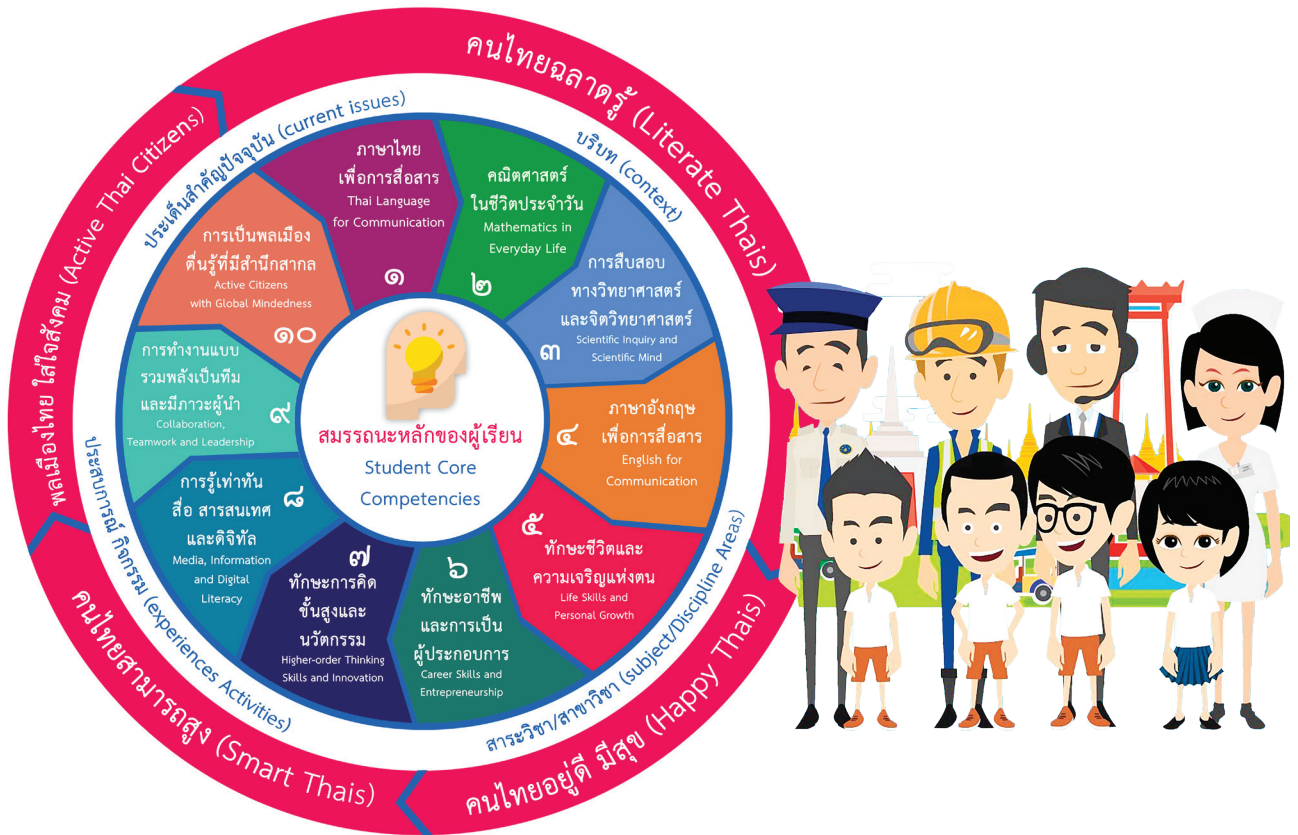 คนไทยฉลาดรู้ (Literate Thais)
คนไทยอยู่ดี มีสุข (Happy Thais)
คนไทยสามารถสูง (Smart Thais)
พลเมืองไทย ใส่ใจสังคม (Active Thai Citizens)
ประเด็นสำคัญปัจจุบัน (current issues)
บริบท (context)
สาระวิชา/สาขาวิชา (subject/Discipline Areas)
ประสบการณ์ กิจกรรม (experiences Activities)
ภาษาไทย
เพื่อการสื่อสาร
Thai Language
for Communication
๑
คณิตศาสตร์
ในชีวิตประจำวัน
Mathematics in
Everyday Life
๒
การสืบสอบ
ทางวิทยาศาสตร์
และจิตวิทยาศาสตร์
Scientific Inquiry and
Scientific Mind
๓
ภาษาอังกฤษ
เพื่อการสื่อสาร
English for
Communication
๔
๕
ทักษะชีวิตและ
ความเจริญแห่งตน
Life Skills and
Personal Growth
๖
ทักษะอาชีพ
และการเป็น
ผู้ประกอบการ
Career Skills and
Entrepreneurship
๗
ทักษะการคิด
ขั้นสูงและ
นวัตกรรม
Higher-order Thinking
Skills and Innovation
๘
การรู้เท่าทัน
สื่อ สารสนเทศ
และดิจิทัล
Media, Information
and Digital
Literacy
๙
การทำงานแบบ
รวมพลังเป็นทีม
และมีภาวะผู้นำ
Collaboration,
Teamwork and Leadership
การเป็นพลเมือง
ตื่นรู้ที่มีสำนึกสากล
Active Citizens
with Global Mindedness
๑๐
สมรรถนะหลักของผู้เรียน
Student Core
Competencies